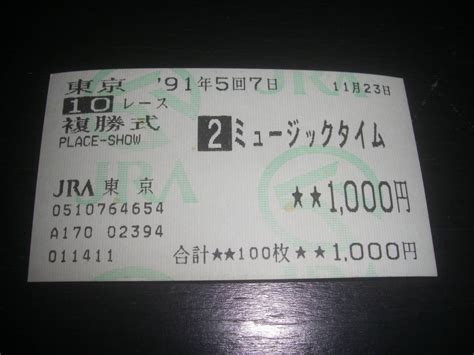 東京 '91年5回7日 11月23日
10レース
複勝式
PLACE-SHOW
2 ミュージックタイム
JRA 東京
★★1,000円
0510764654
A170 02394
011411
合計★★100枚★★1,000円
JRA
JRA